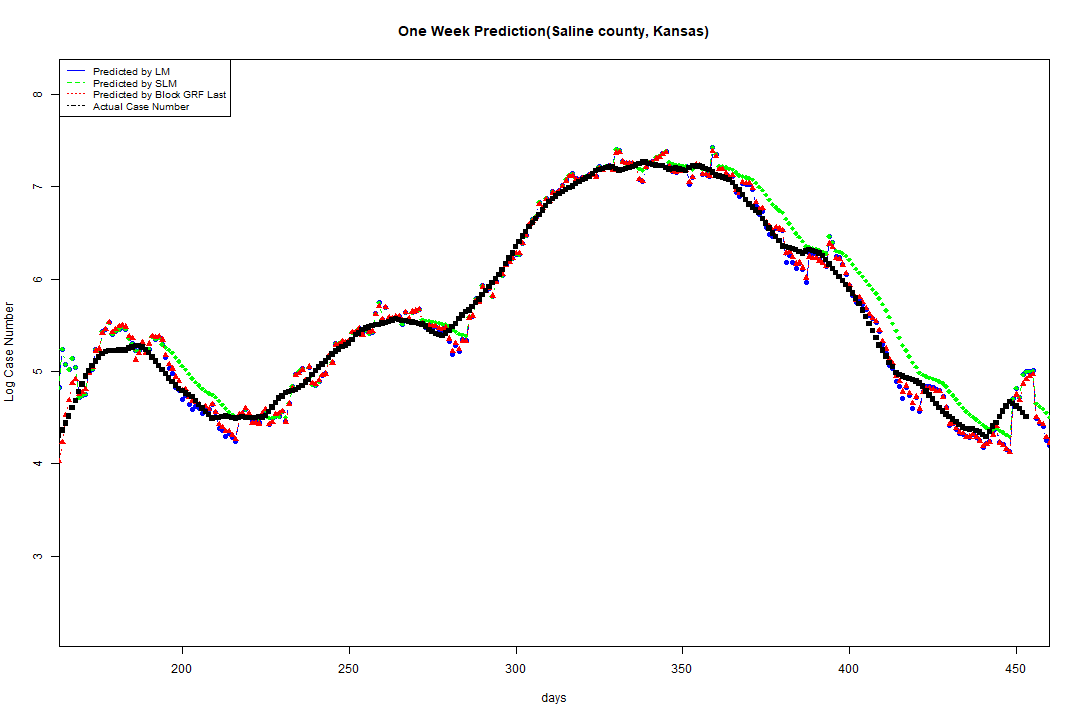 One Week Prediction(Saline county, Kansas)
Predicted by LM
Predicted by SLM
Predicted by Block GRF Last
Actual Case Number
8
7
6
5
4
3
Log Case Number
200 250 300 350 400 450
days